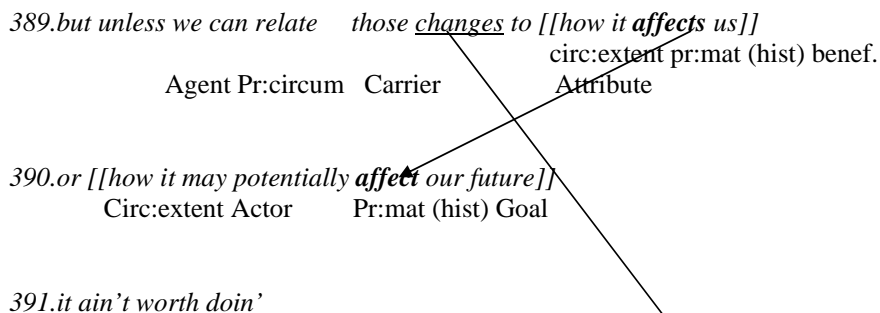 389.but unless we can relate those changes to [[how it affects us]]
circ:extent pr:mat (hist) benef.
Agent Pr:circum Carrier Attribute
390.or [[how it may potentially affect our future]]
Circ:extent Actor Pr:mat (hist) Goal
391.it ain't worth doin'